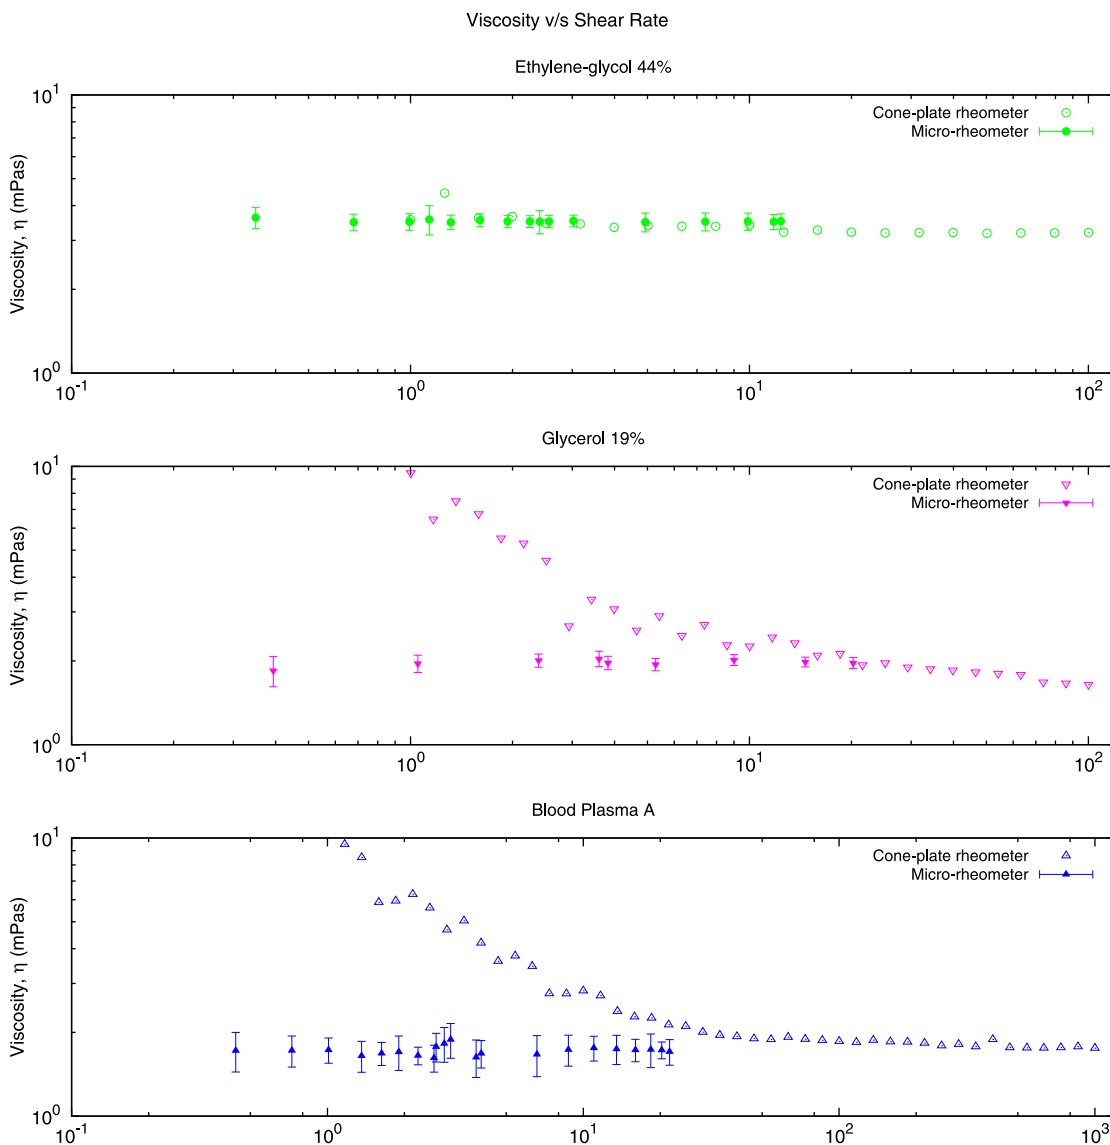 Viscosity v/s Shear Rate
Ethylene-glycol 44%
10^1
Cone-plate rheometer
Micro-rheometer
Viscosity, η (mPas)
10^0
10^-1 10^0 10^1 10^2
Glycerol 19%
10^1
Cone-plate rheometer
Micro-rheometer
Viscosity, η (mPas)
10^0
10^-1 10^0 10^1 10^2
Blood Plasma A
10^1
Cone-plate rheometer
Micro-rheometer
Viscosity, η (mPas)
10^0
10^-1 10^0 10^1 10^2 10^3